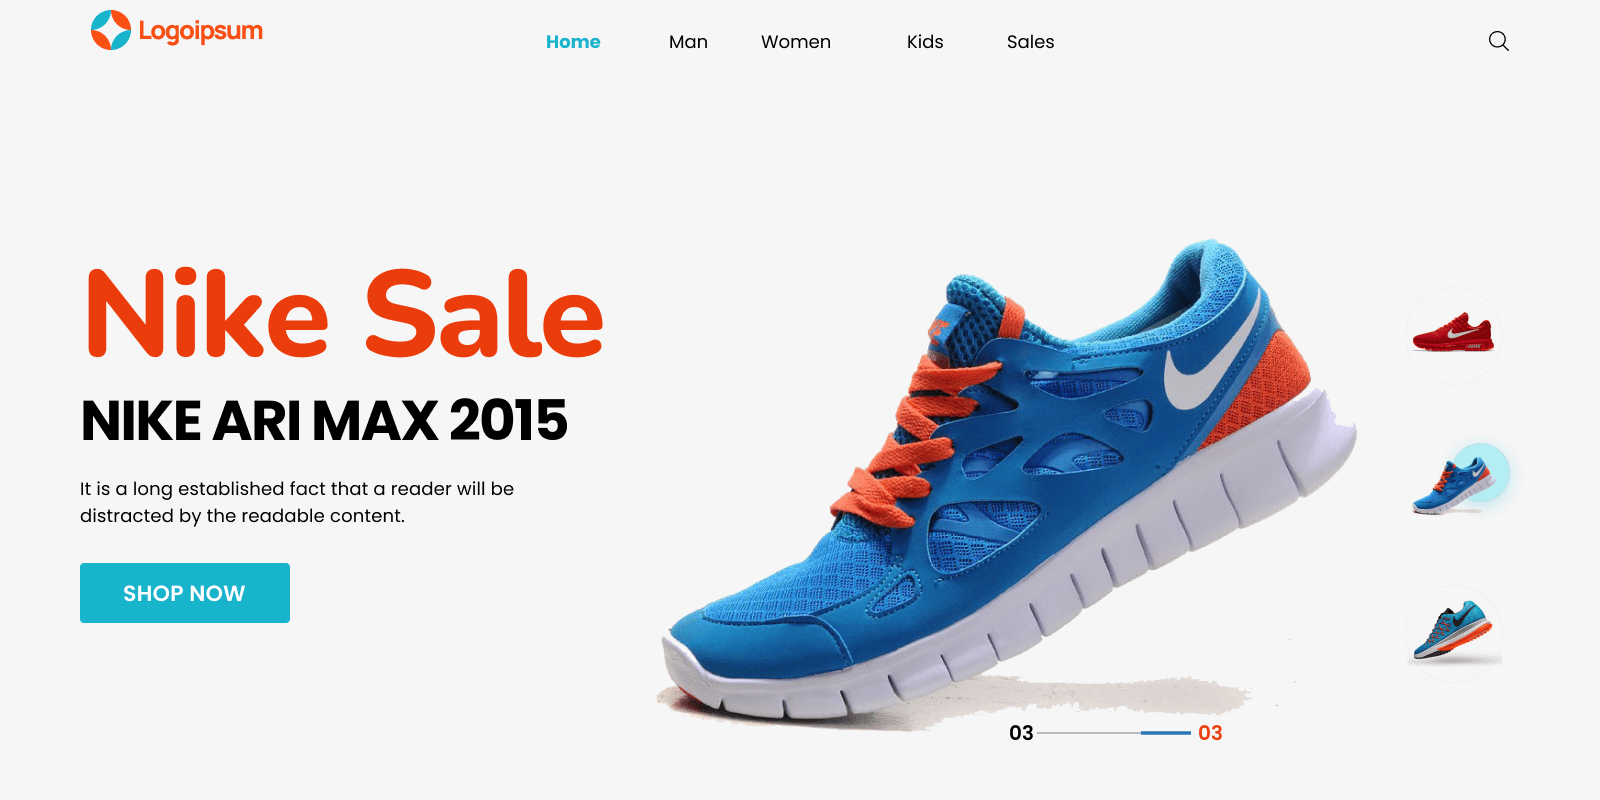 Logoipsum
Home Man Women Kids Sales
Nike Sale
NIKE ARI MAX 2015
It is a long established fact that a reader will be
distracted by the readable content.
SHOP NOW
03 03